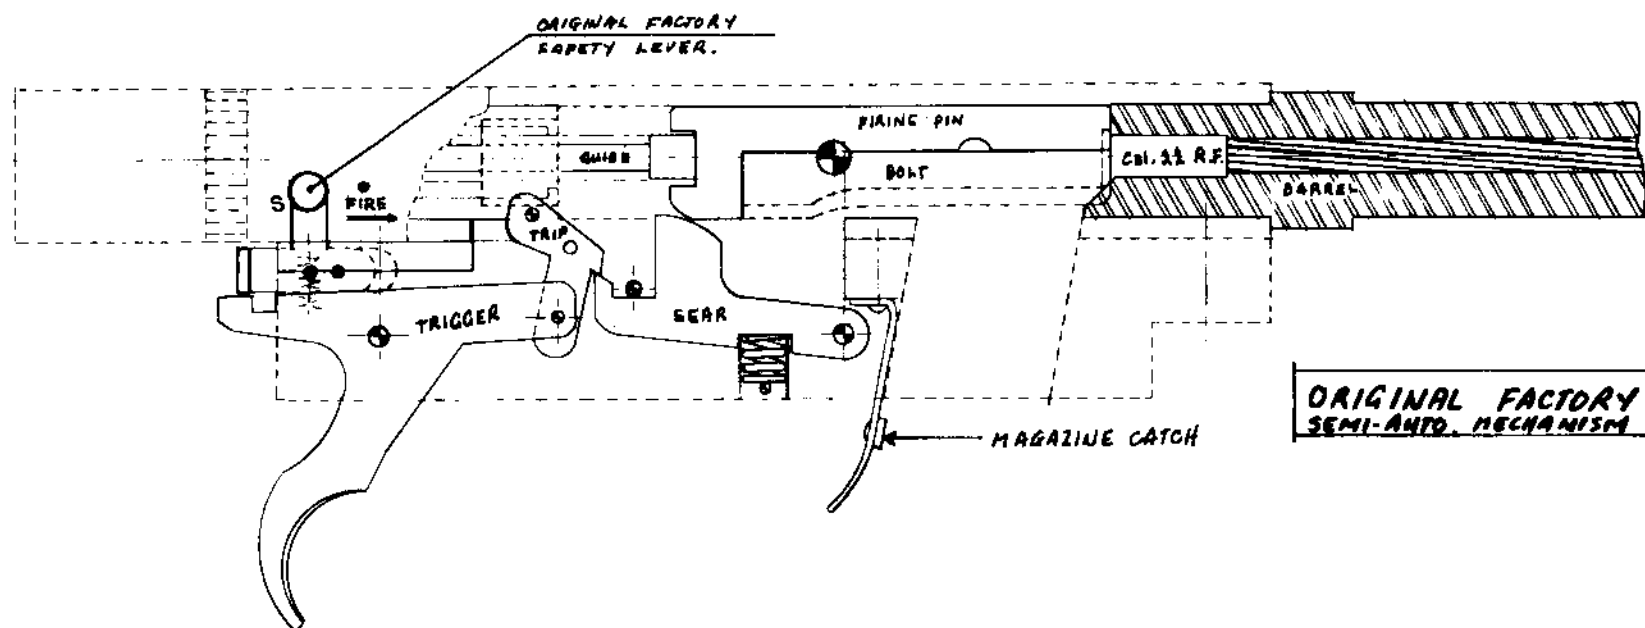 ORIGINAL FACTORY
SAFETY LEVER.
FIRING PIN
GUIDE
BOLT
Cal. 22 R.F.
BARREL
S
FIRE
TRIP
TRIGGER
SEAR
MAGAZINE CATCH
ORIGINAL FACTORY
SEMI-AUTO. MECHANISM